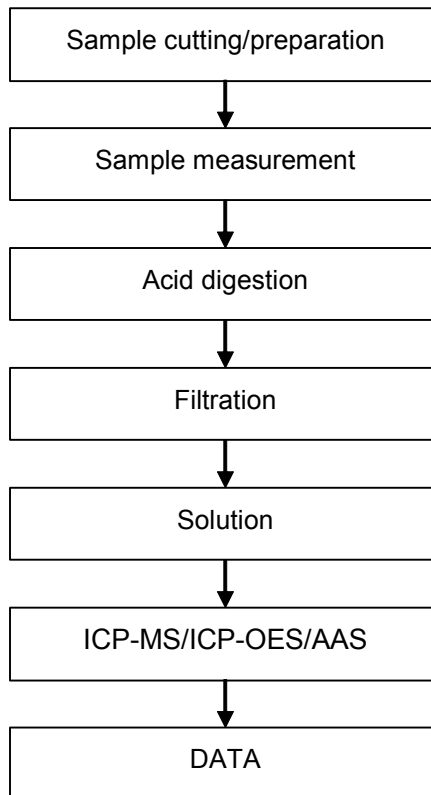 Sample cutting/preparation
Sample measurement
Acid digestion
Filtration
Solution
ICP-MS/ICP-OES/AAS
DATA